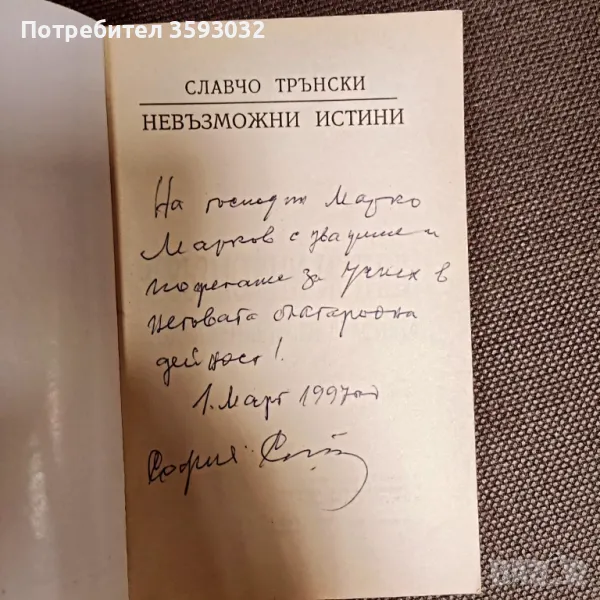 Потребител 3593032
СЛАВЧО ТРЪНСКИ
НЕВЪЗМОЖНИ ИСТИНИ
На господин Марко
Марков с уважение и
пожелание за успех в
неговата благородна
дейност!
1. Март 1997 год
София